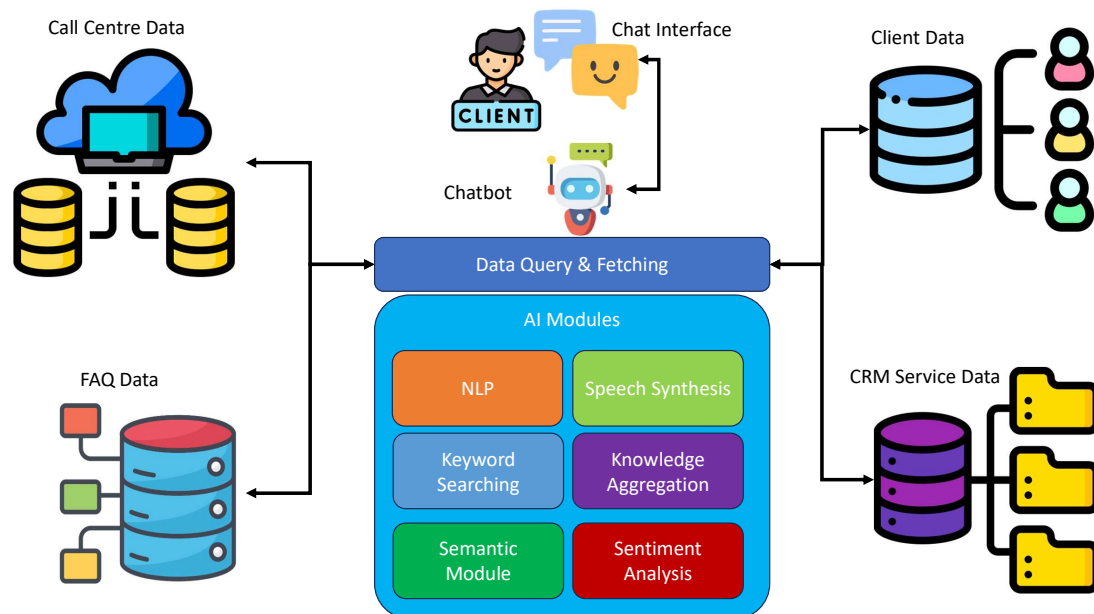 Call Centre Data
Chat Interface
Client Data
CLIENT
Chatbot
Data Query & Fetching
AI Modules
FAQ Data
NLP
Speech Synthesis
CRM Service Data
Keyword
Searching
Knowledge
Aggregation
Semantic
Module
Sentiment
Analysis